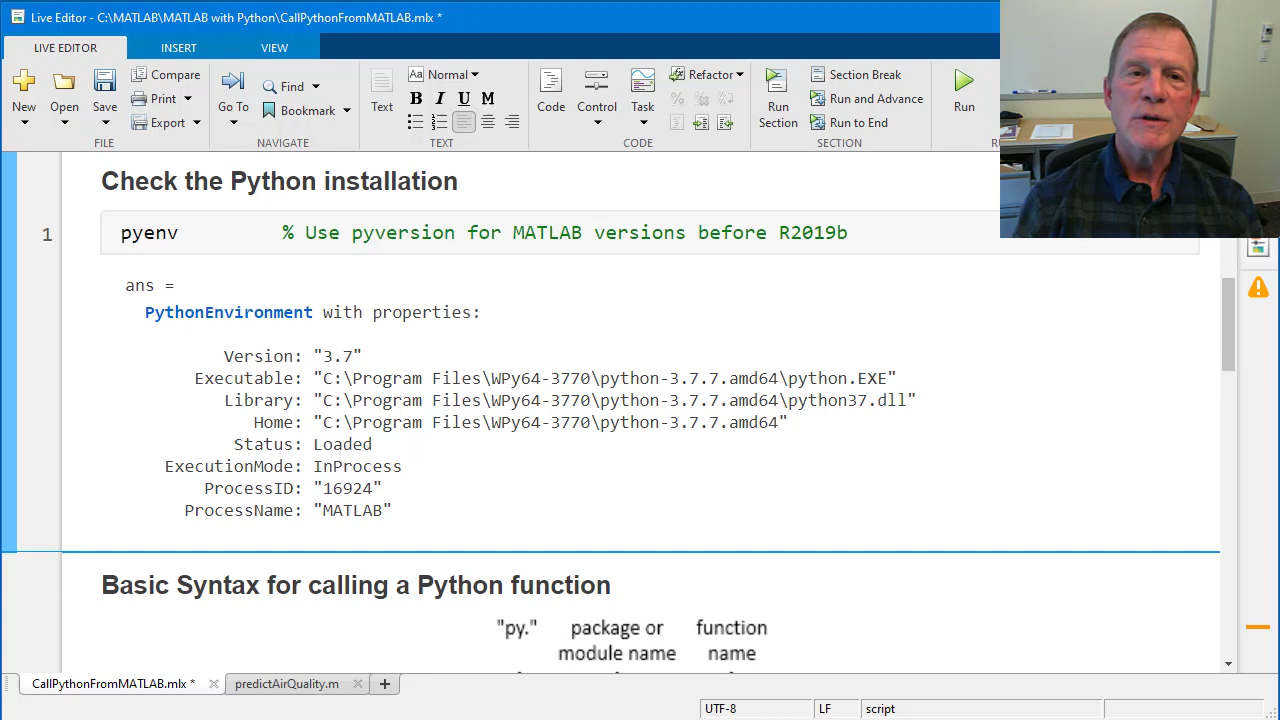 Live Editor - C:\MATLAB\MATLAB with Python\CallPythonFromMATLAB.mlx *
LIVE EDITOR INSERT VIEW
New Open Save Compare Print Export
FILE
Go To Find Bookmark
NAVIGATE
Text Aa Normal
B I U M
TEXT
Code Control Task Refactor
CODE
Run Section Section Break Run and Advance Run to End
SECTION
Run
Check the Python installation
1 pyenv % Use pyversion for MATLAB versions before R2019b
ans =
PythonEnvironment with properties:
Version: "3.7"
Executable: "C:\Program Files\WPy64-3770\python-3.7.7.amd64\python.EXE"
Library: "C:\Program Files\WPy64-3770\python-3.7.7.amd64\python37.dll"
Home: "C:\Program Files\WPy64-3770\python-3.7.7.amd64"
Status: Loaded
ExecutionMode: InProcess
ProcessID: "16924"
ProcessName: "MATLAB"
Basic Syntax for calling a Python function
"py." package or function
module name name
CallPythonFromMATLAB.mlx * predictAirQuality.m
UTF-8 LF script